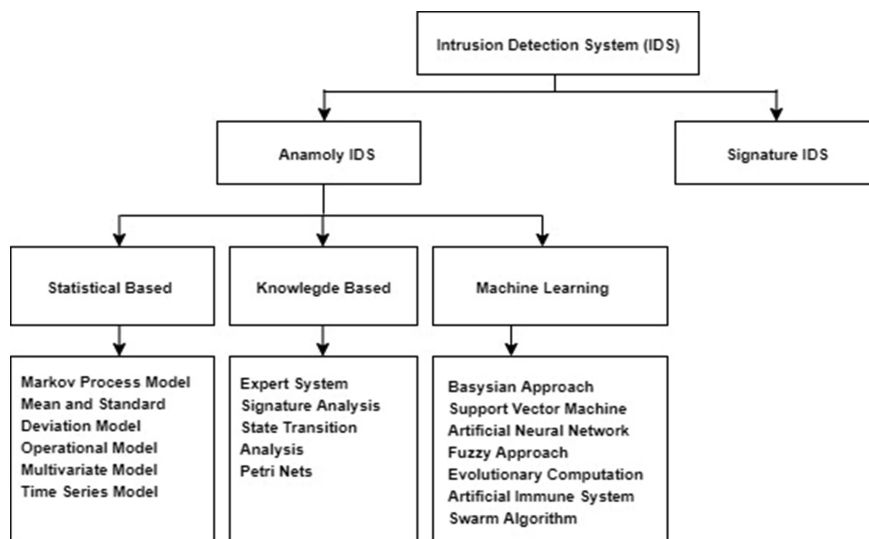 Intrusion Detection System (IDS)
Anamoly IDS
Signature IDS
Statistical Based
Knowlegde Based
Machine Learning
Markov Process Model
Mean and Standard
Deviation Model
Operational Model
Multivariate Model
Time Series Model
Expert System
Signature Analysis
State Transition
Analysis
Petri Nets
Basysian Approach
Support Vector Machine
Artificial Neural Network
Fuzzy Approach
Evolutionary Computation
Artificial Immune System
Swarm Algorithm